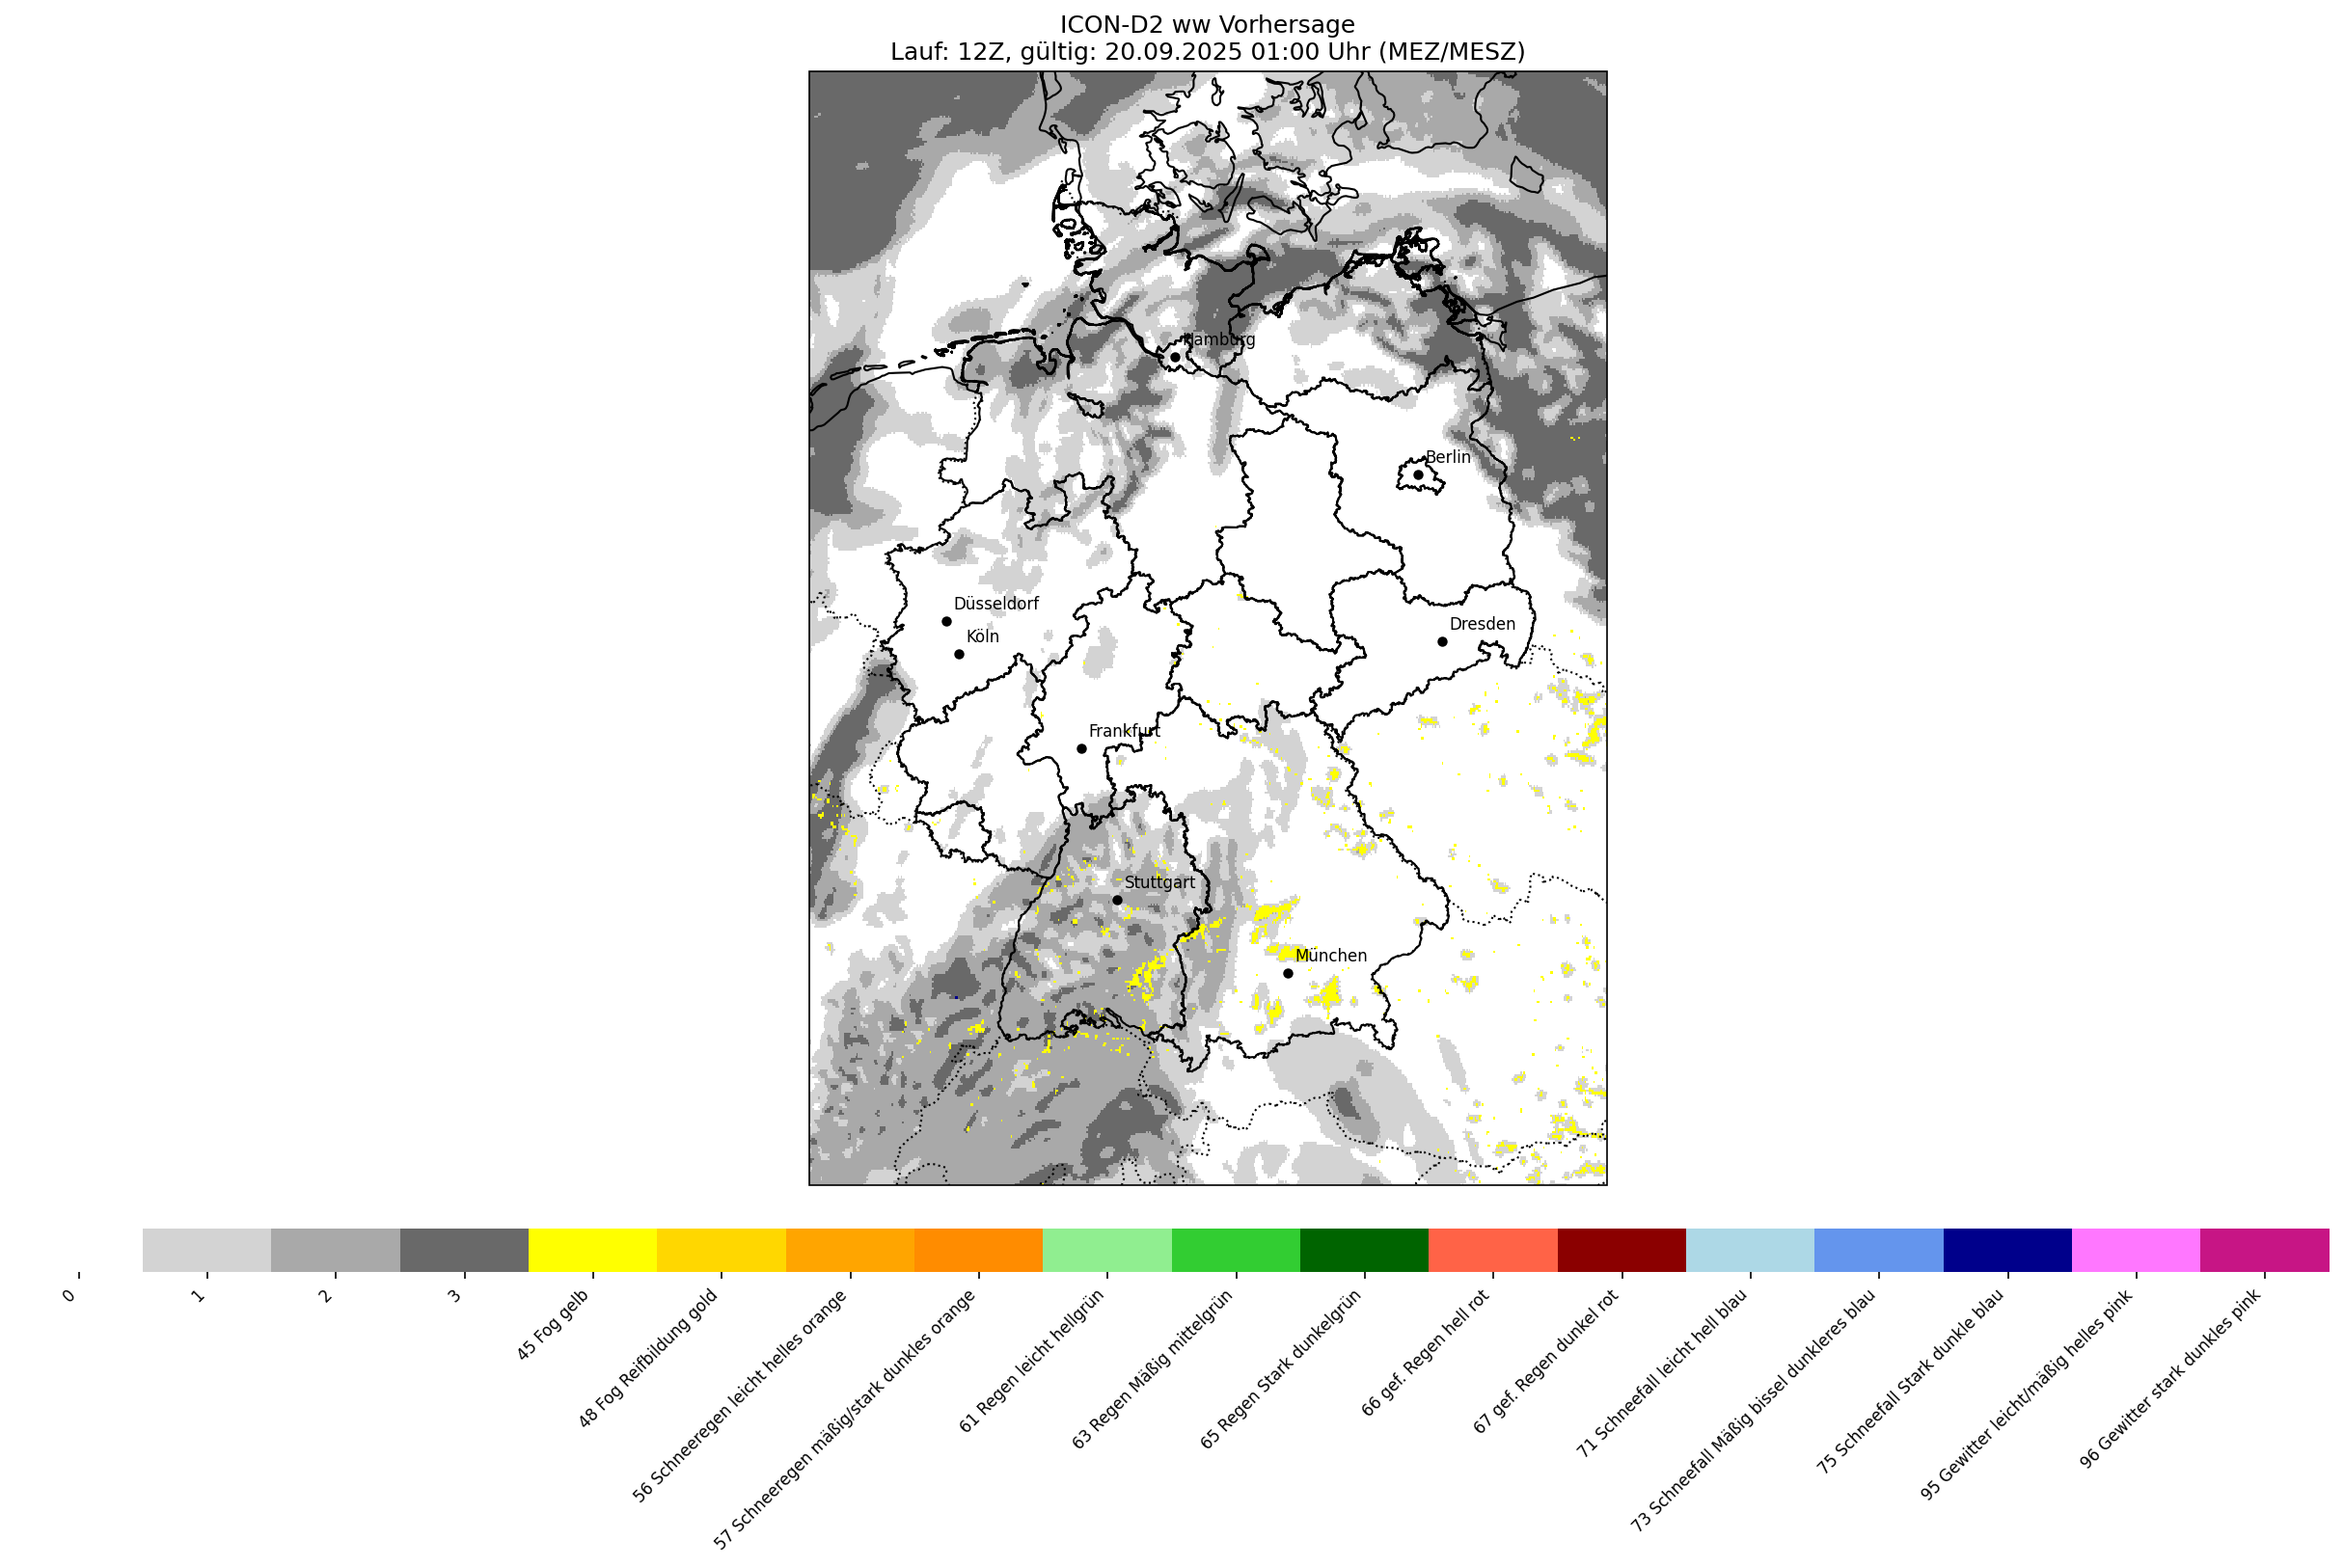 ICON-D2 ww Vorhersage
Lauf: 12Z, gültig: 20.09.2025 01:00 Uhr (MEZ/MESZ)
Hamburg
Berlin
Düsseldorf
Köln
Dresden
Frankfurt
Stuttgart
München
0
1
2
3
45 Fog gelb
48 Fog Reifbildung gold
56 Schneeregen leicht helles orange
57 Schneeregen mäßig/stark dunkles orange
61 Regen leicht hellgrün
63 Regen Mäßig mittelgrün
65 Regen Stark dunkelgrün
66 gef. Regen hell rot
67 gef. Regen dunkel rot
71 Schneefall leicht hell blau
73 Schneefall Mäßig bissel dunkleres blau
75 Schneefall Stark dunkle blau
95 Gewitter leicht/mäßig helles pink
96 Gewitter stark dunkles pink